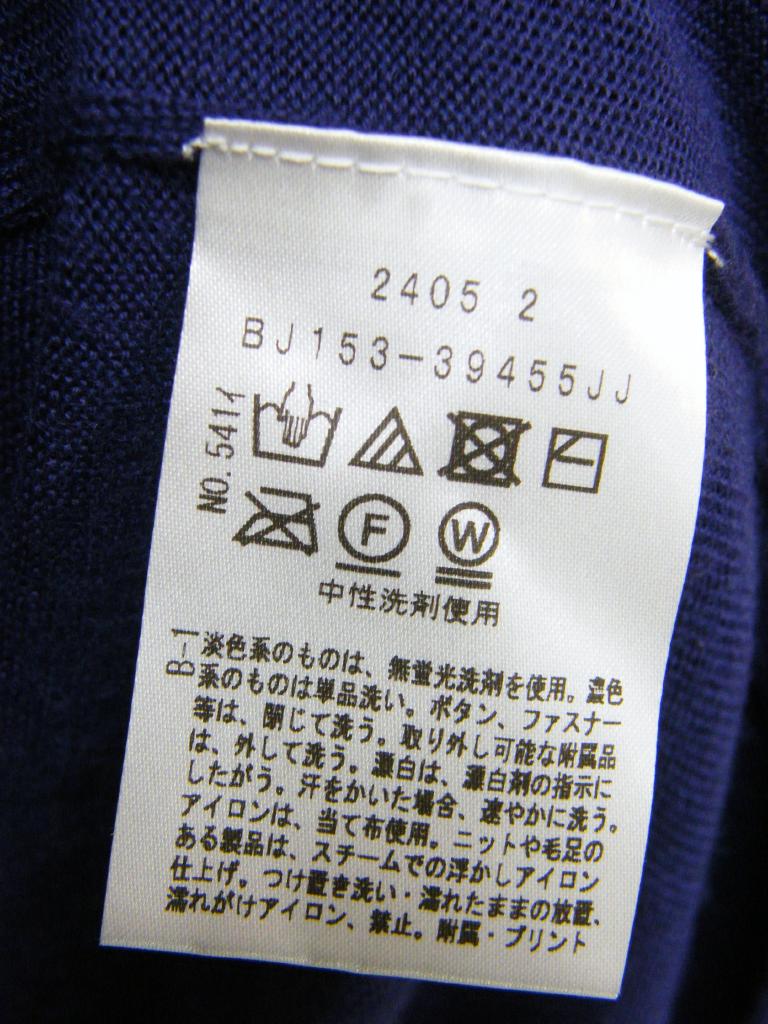 2405 2
BJ153-39455JJ
NO.5411
F W
中性洗剤使用
B-1
淡色系のものは、無蛍光洗剤を使用。濃色
系のものは単品洗い。ボタン、ファスナー
等は、閉じて洗う。取り外し可能な附属品
は、外して洗う。漂白は、漂白剤の指示に
したがう。汗をかいた場合、速やかに洗う。
アイロンは、当て布使用。ニットや毛足の
ある製品は、スチームでの浮かしアイロン
仕上げ。つけ置き洗い・濡れたままの放置、
濡れがけアイロン、禁止。附属・プリント